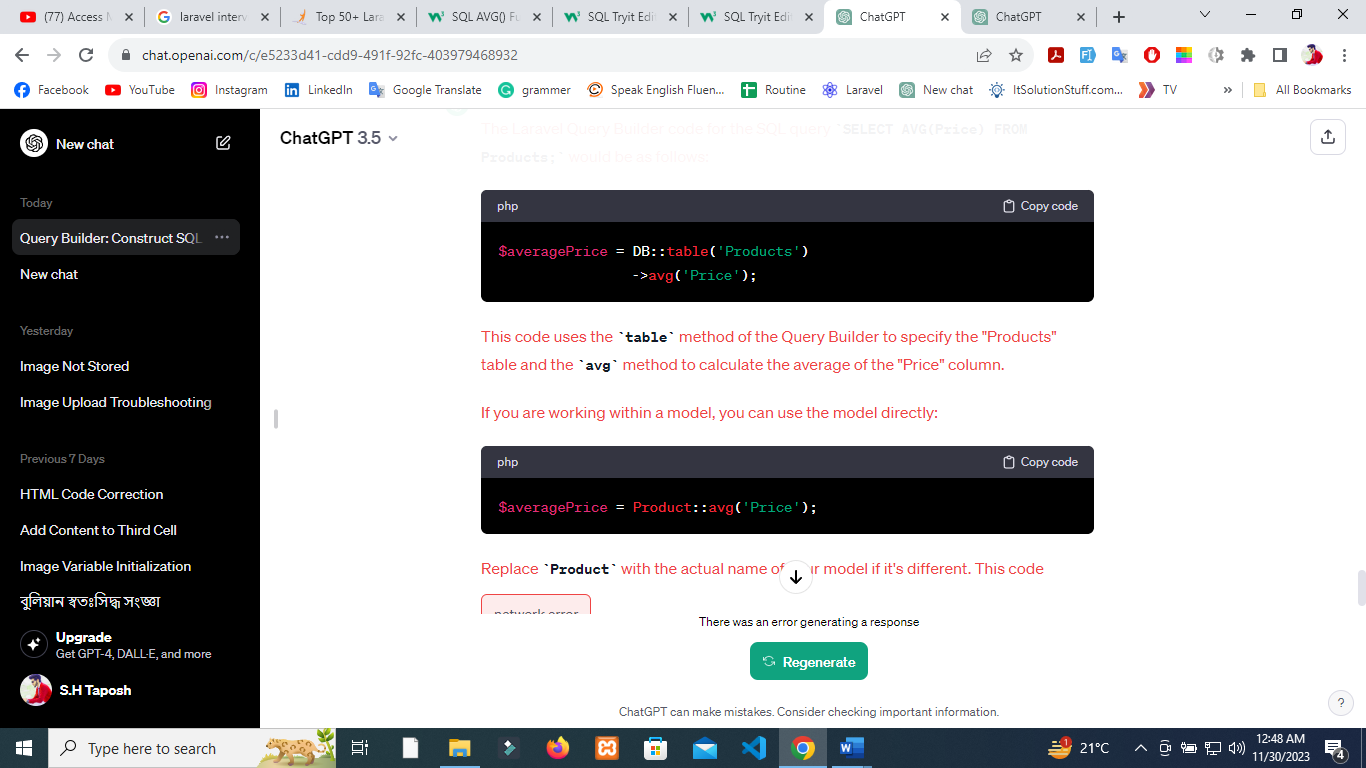 (77) Access M
laravel interv
Top 50+ Lara
SQL AVG() Fu
SQL Tryit Edi
SQL Tryit Edi
ChatGPT
ChatGPT
chat.openai.com/c/e5233d41-cdd9-491f-92fc-403979468932
Facebook YouTube Instagram LinkedIn Google Translate grammer Speak English Fluen... Routine Laravel New chat ItSolutionStuff.com... TV » All Bookmarks
New chat
Today
Query Builder: Construct SQL ...
New chat
Yesterday
Image Not Stored
Image Upload Troubleshooting
Previous 7 Days
HTML Code Correction
Add Content to Third Cell
Image Variable Initialization
বুলিয়ান স্বতঃসিদ্ধ সংজ্ঞা
Upgrade
Get GPT-4, DALL·E, and more
S.H Taposh
ChatGPT 3.5
The Laravel Query Builder code for the SQL query `SELECT AVG(Price) FROM
Products;` would be as follows:
php Copy code
$averagePrice = DB::table('Products')
->avg('Price');
This code uses the `table` method of the Query Builder to specify the "Products"
table and the `avg` method to calculate the average of the "Price" column.
If you are working within a model, you can use the model directly:
php Copy code
$averagePrice = Product::avg('Price');
Replace `Product` with the actual name of your model if it's different. This code
network error
There was an error generating a response
Regenerate
ChatGPT can make mistakes. Consider checking important information.
?
Type here to search
1
21°C
12:48 AM
11/30/2023
4